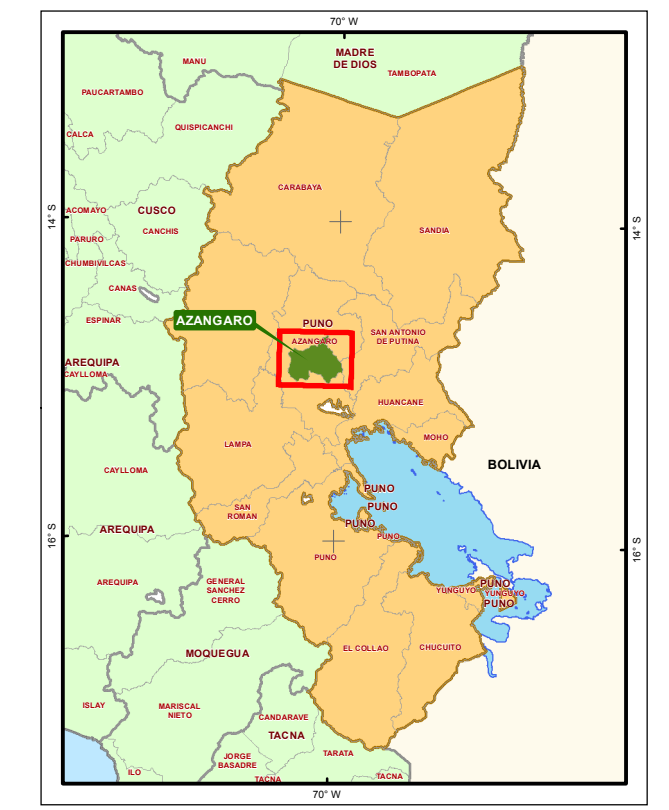 70° W
MADRE
DE DIOS
MANU
TAMBOPATA
PAUCARTAMBO
QUISPICANCHI
CALCA
CARABAYA
ACOMAYO
CUSCO
14° S
14° S
CANCHIS
SANDIA
PARURO
CHUMBIVILCAS
CANAS
ESPINAR
AZANGARO
PUNO
AZANGARO
SAN ANTONIO
DE PUTINA
AREQUIPA
CAYLLOMA
HUANCANE
LAMPA
MOHO
BOLIVIA
CAYLLOMA
PUNO
SAN
ROMAN
PUNO
PUNO
AREQUIPA
PUNO
16° S
16° S
PUNO
AREQUIPA
GENERAL
SANCHEZ
CERRO
PUNO
YUNGUYO
YUNGUYO
PUNO
MOQUEGUA
EL COLLAO
CHUCUITO
ISLAY
MARISCAL
NIETO
CANDARAVE
TACNA
JORGE
BASADRE
TARATA
ILO
TACNA
TACNA
70° W